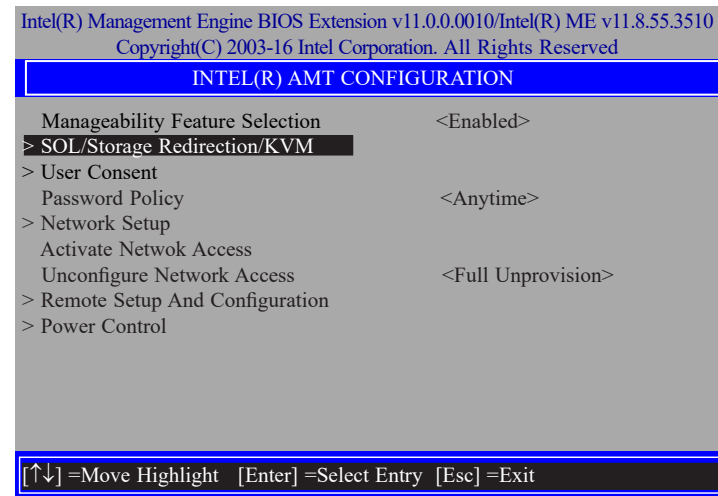 Intel(R) Management Engine BIOS Extension v11.0.0.0010/Intel(R) ME v11.8.55.3510
Copyright(C) 2003-16 Intel Corporation. All Rights Reserved
INTEL(R) AMT CONFIGURATION
Manageability Feature Selection <Enabled>
> SOL/Storage Redirection/KVM
> User Consent
Password Policy <Anytime>
> Network Setup
Activate Netwok Access
Unconfigure Network Access <Full Unprovision>
> Remote Setup And Configuration
> Power Control
[↑↓] =Move Highlight [Enter] =Select Entry [Esc] =Exit